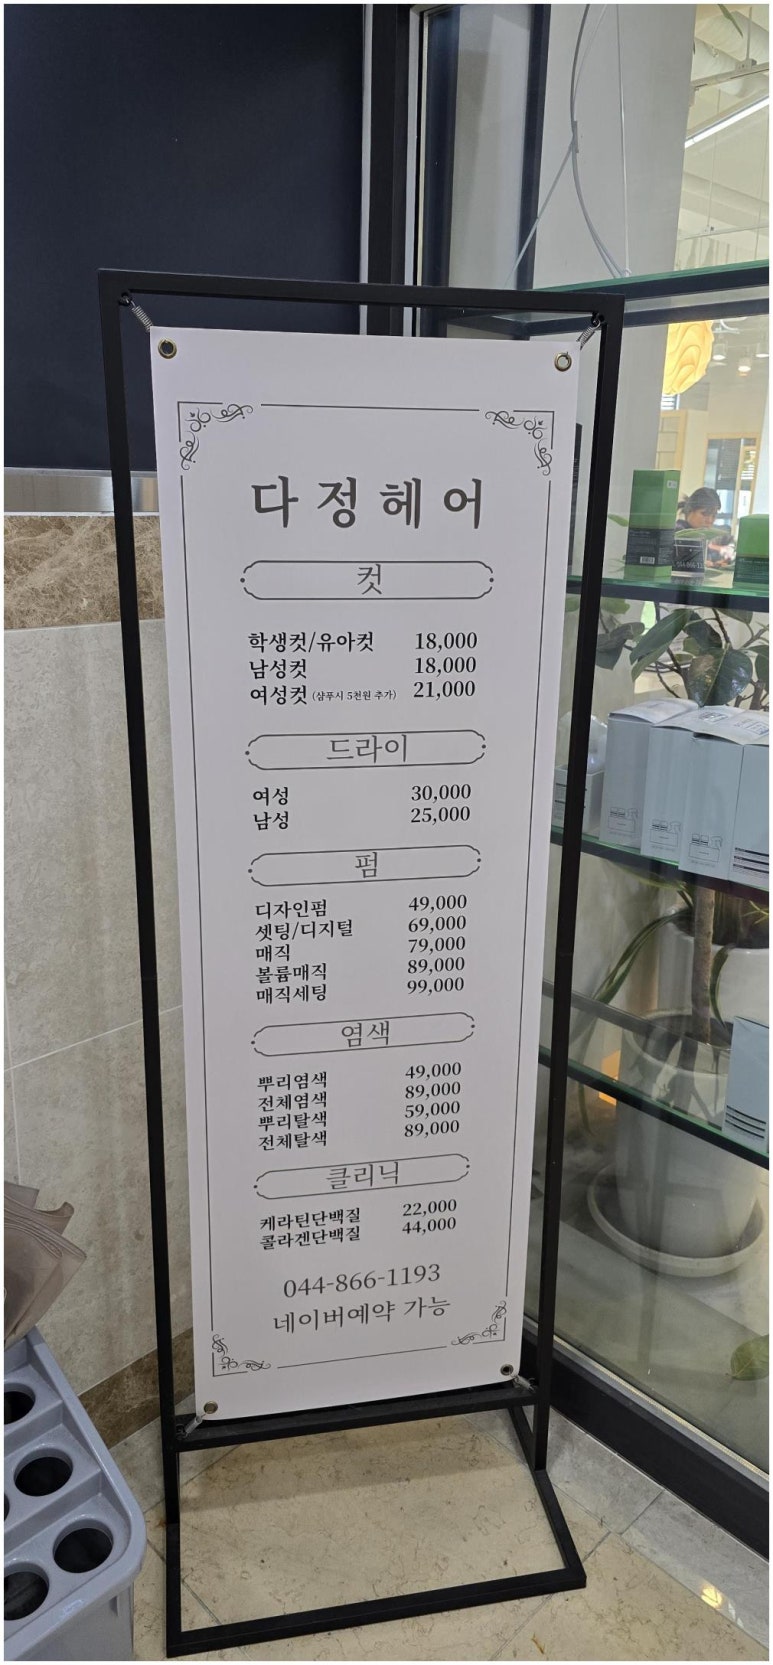 다정헤어
컷
학생컷/유아컷 18,000
남성컷 18,000
여성컷 (샴푸시 5천원 추가) 21,000
드라이
여성 30,000
남성 25,000
펌
디자인펌 49,000
셋팅/디지털 69,000
매직 79,000
볼륨매직 89,000
매직세팅 99,000
염색
뿌리염색 49,000
전체염색 89,000
뿌리탈색 59,000
전체탈색 89,000
클리닉
케라틴단백질 22,000
콜라겐단백질 44,000
044-866-1193
네이버예약 가능